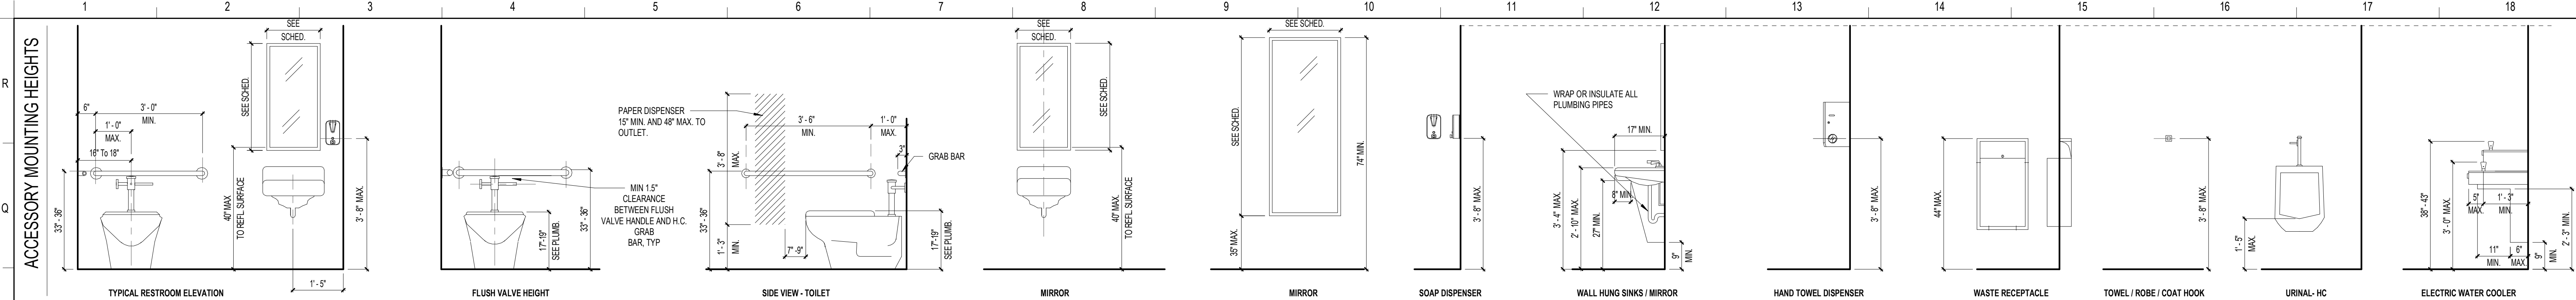 1 2 3 4 5 6 7 8 9 10 11 12 13 14 15 16 17 18
R
Q
ACCESSORY MOUNTING HEIGHTS
6"
3' - 0"
MIN.
1' - 0"
MAX.
16" To 18"
33" - 36"
SEE
SCHED.
SEE SCHED.
40" MAX.
TO REFL. SURFACE
3' - 8" MAX.
1' - 5"
TYPICAL RESTROOM ELEVATION
17"-19"
SEE PLUMB.
33" - 36"
MIN 1.5"
CLEARANCE
BETWEEN FLUSH
VALVE HANDLE AND H.C.
GRAB
BAR, TYP
FLUSH VALVE HEIGHT
PAPER DISPENSER
15" MIN. AND 48" MAX. TO
OUTLET.
3' - 6"
MIN.
1' - 0"
MAX.
3"
GRAB BAR
3' - 8"
MAX.
33" - 36"
1' - 3"
MIN.
7" -9"
17"-19"
SEE PLUMB.
SIDE VIEW - TOILET
SEE
SCHED.
SEE SCHED.
40" MAX.
TO REFL. SURFACE
MIRROR
SEE SCHED.
SEE SCHED.
74" MIN.
35" MAX.
MIRROR
3' - 8" MAX.
SOAP DISPENSER
WRAP OR INSULATE ALL
PLUMBING PIPES
17" MIN.
8" MIN.
3' - 4" MAX.
2' - 10" MAX.
27" MIN.
9"
MIN.
WALL HUNG SINKS / MIRROR
3' - 8" MAX.
HAND TOWEL DISPENSER
44" MAX.
WASTE RECEPTACLE
3' - 8" MAX.
TOWEL / ROBE / COAT HOOK
1' - 5"
MAX.
URINAL- HC
38" - 43"
3' - 0" MAX.
5"
MAX.
1' - 3"
MIN.
11"
MIN.
6"
MAX.
9"
MIN.
2' - 3" MIN.
ELECTRIC WATER COOLER